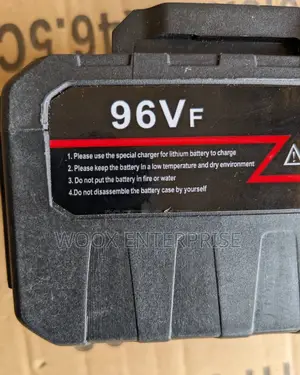 46.5C
96VF
1. Please use the special charger for lithium battery to charge
2. Please keep the battery in a low temperature and dry environment
3. Do not put the battery in fire or water
4.Do not disassemble the battery case by yourself
WOOX ENTERPRISE